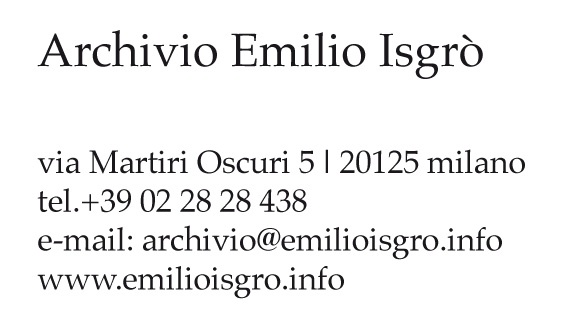 Archivio Emilio Isgrò
via Martiri Oscuri 5 | 20125 milano
tel.+39 02 28 28 438
e-mail: archivio@emilioisgro.info
www.emilioisgro.info